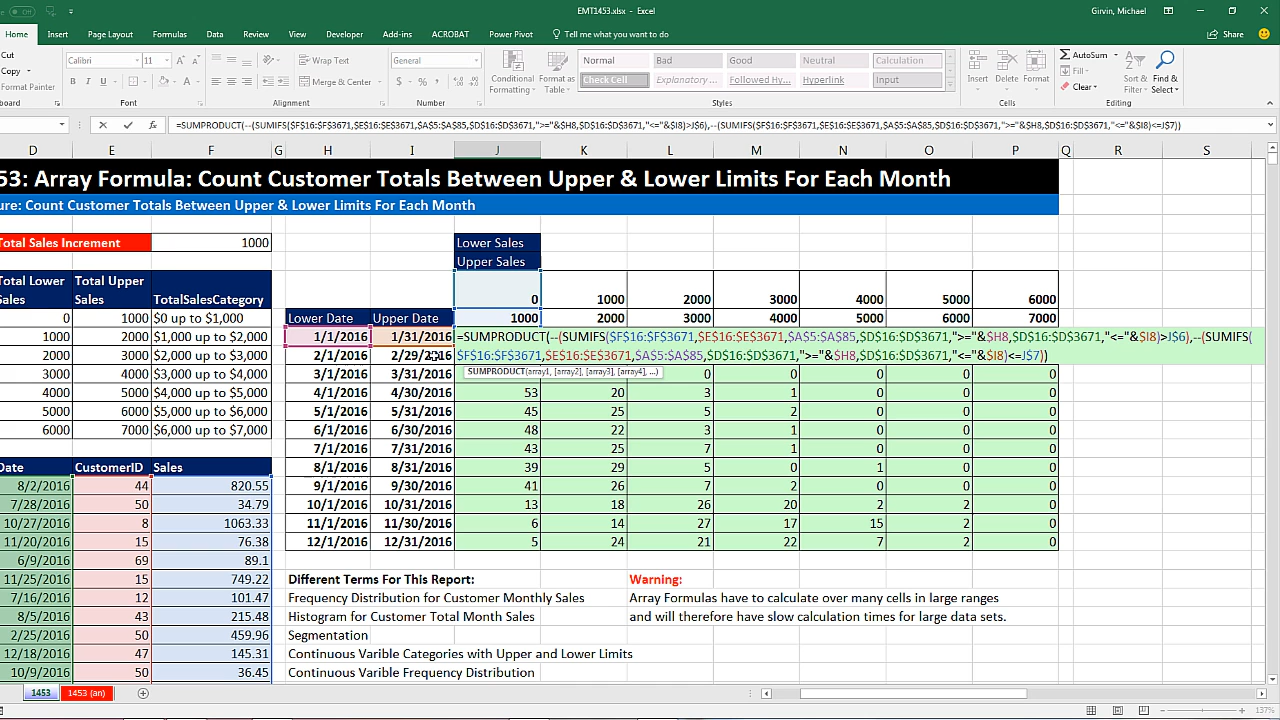 Off EMT1453.xlsx - Excel Girvin, Michael
Home Insert Page Layout Formulas Data Review View Developer Add-ins ACROBAT Power Pivot Tell me what you want to do Share
Cut Calibri 11 A A Wrap Text General Normal Bad Good Neutral Calculation AutoSum
Copy Fill
Format Painter B I U A Merge & Center $ % , Conditional Formatting Format as Table Check Cell Explanatory ... Followed Hy... Hyperlink Input Insert Delete Format Clear Sort & Filter Find & Select
board Font Alignment Number Styles Cells Editing
fx =SUMPRODUCT(--(SUMIFS($F$16:$F$3671,$E$16:$E$3671,$A$5:$A$85,$D$16:$D$3671,">="&$H8,$D$16:$D$3671,"<="&$I8)>J$6),--(SUMIFS($F$16:$F$3671,$E$16:$E$3671,$A$5:$A$85,$D$16:$D$3671,">="&$H8,$D$16:$D$3671,"<="&$I8)<=J$7))
D E F G H I J K L M N O P Q R S
53: Array Formula: Count Customer Totals Between Upper & Lower Limits For Each Month
ure: Count Customer Totals Between Upper & Lower Limits For Each Month
Total Sales Increment 1000 Lower Sales
Upper Sales
Total Lower Total Upper
Sales Sales TotalSalesCategory 0 1000 2000 3000 4000 5000 6000
0 1000 $0 up to $1,000 Lower Date Upper Date 1000 2000 3000 4000 5000 6000 7000
1000 2000 $1,000 up to $2,000 1/1/2016 1/31/2016 =SUMPRODUCT(--(SUMIFS($F$16:$F$3671,$E$16:$E$3671,$A$5:$A$85,$D$16:$D$3671,">="&$H8,$D$16:$D$3671,"<="&$I8)>J$6),--(SUMIFS(
2000 3000 $2,000 up to $3,000 2/1/2016 2/29/2016 $F$16:$F$3671,$E$16:$E$3671,$A$5:$A$85,$D$16:$D$3671,">="&$H8,$D$16:$D$3671,"<="&$I8)<=J$7))
SUMPRODUCT(array1, [array2], [array3], [array4], ...)
3000 4000 $3,000 up to $4,000 3/1/2016 3/31/2016 0 0 0 0 0
4000 5000 $4,000 up to $5,000 4/1/2016 4/30/2016 53 20 3 1 0 0 0
5000 6000 $5,000 up to $6,000 5/1/2016 5/31/2016 45 25 5 2 0 0 0
6000 7000 $6,000 up to $7,000 6/1/2016 6/30/2016 48 22 3 1 0 0 0
7/1/2016 7/31/2016 43 25 7 1 0 0 0
Date CustomerID Sales 8/1/2016 8/31/2016 39 29 5 0 1 0 0
8/2/2016 44 820.55 9/1/2016 9/30/2016 41 26 7 2 0 0 0
7/28/2016 50 34.79 10/1/2016 10/31/2016 13 18 26 20 2 2 0
10/27/2016 8 1063.33 11/1/2016 11/30/2016 6 14 27 17 15 2 0
11/20/2016 15 76.38 12/1/2016 12/31/2016 5 24 21 22 7 2 0
6/9/2016 69 89.1
11/25/2016 15 749.22 Different Terms For This Report: Warning:
7/16/2016 12 101.47 Frequency Distribution for Customer Monthly Sales Array Formulas have to calculate over many cells in large ranges
8/5/2016 43 215.48 Histogram for Customer Total Month Sales and will therefore have slow calculation times for large data sets.
2/25/2016 50 459.96 Segmentation
12/18/2016 47 145.31 Continuous Varible Categories with Upper and Lower Limits
10/9/2016 50 36.45 Continuous Varible Frequency Distribution
1453 1453 (an)
137%